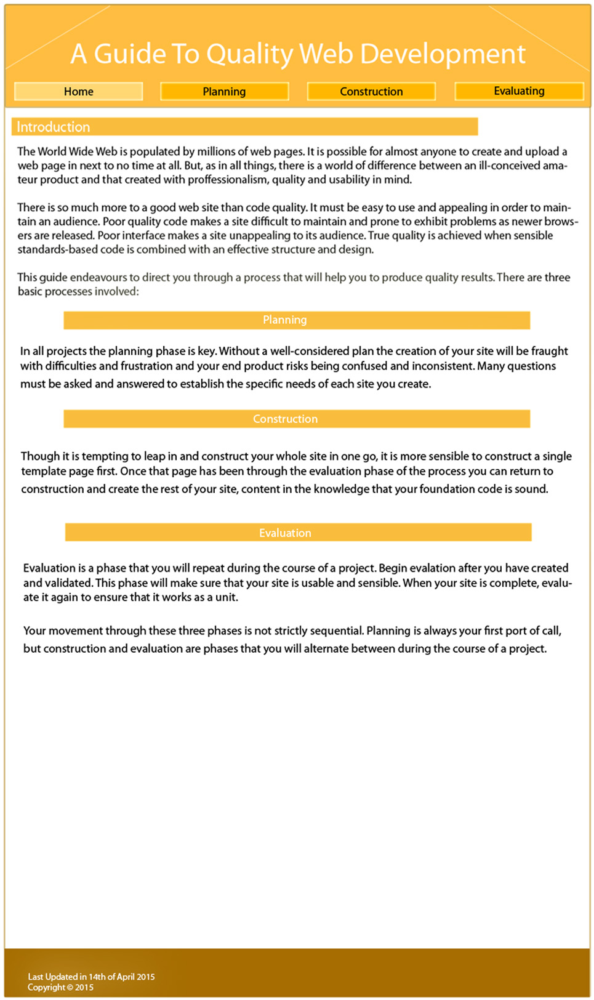 A Guide To Quality Web Development
Home Planning Construction Evaluating
Introduction
The World Wide Web is populated by millions of web pages. It is possible for almost anyone to create and upload a
web page in next to no time at all. But, as in all things, there is a world of difference between an ill-conceived ama-
teur product and that created with proffessionalism, quality and usability in mind.
There is so much more to a good web site than code quality. It must be easy to use and appealing in order to main-
tain an audience. Poor quality code makes a site difficult to maintain and prone to exhibit problems as newer brows-
ers are released. Poor interface makes a site unappealing to its audience. True quality is achieved when sensible
standards-based code is combined with an effective structure and design.
This guide endeavours to direct you through a process that will help you to produce quality results. There are three
basic processes involved:
Planning
In all projects the planning phase is key. Without a well-considered plan the creation of your site will be fraught
with difficulties and frustration and your end product risks being confused and inconsistent. Many questions
must be asked and answered to establish the specific needs of each site you create.
Construction
Though it is tempting to leap in and construct your whole site in one go, it is more sensible to construct a single
template page first. Once that page has been through the evaluation phase of the process you can return to
construction and create the rest of your site, content in the knowledge that your foundation code is sound.
Evaluation
Evaluation is a phase that you will repeat during the course of a project. Begin evalation after you have created
and validated. This phase will make sure that your site is usable and sensible. When your site is complete, evalu-
ate it again to ensure that it works as a unit.
Your movement through these three phases is not strictly sequential. Planning is always your first port of call,
but construction and evaluation are phases that you will alternate between during the course of a project.
Last Updated in 14th of April 2015
Copyright © 2015